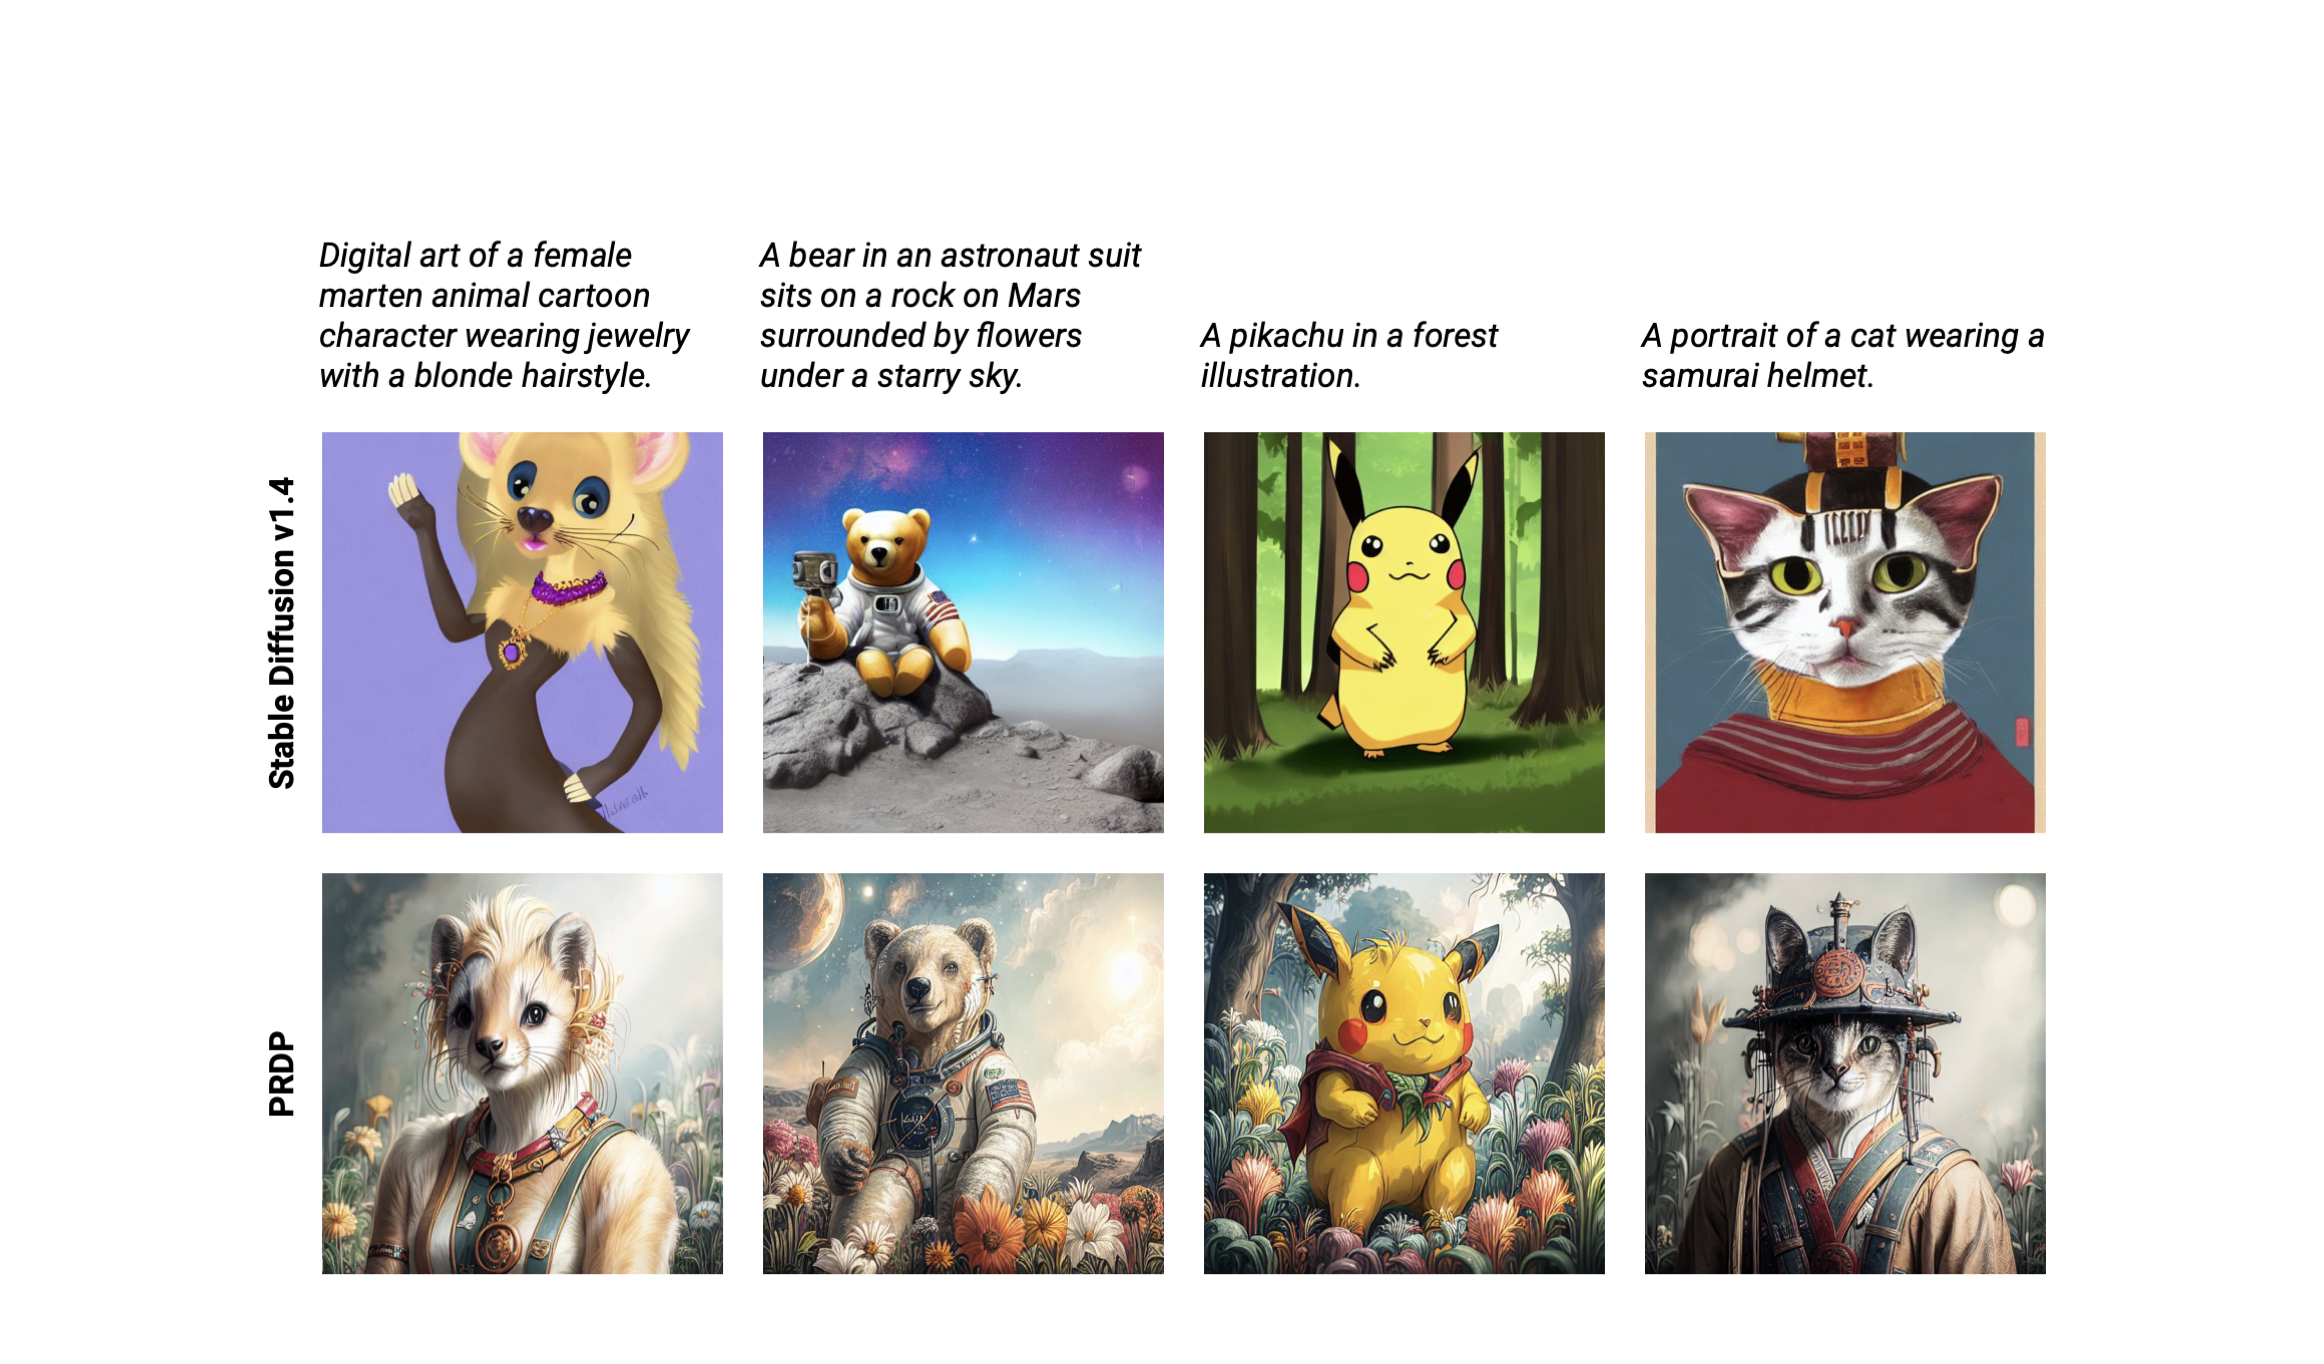 Digital art of a female
marten animal cartoon
character wearing jewelry
with a blonde hairstyle.
A bear in an astronaut suit
sits on a rock on Mars
surrounded by flowers
under a starry sky.
A pikachu in a forest
illustration.
A portrait of a cat wearing a
samurai helmet.
Stable Diffusion v1.4
PRDP